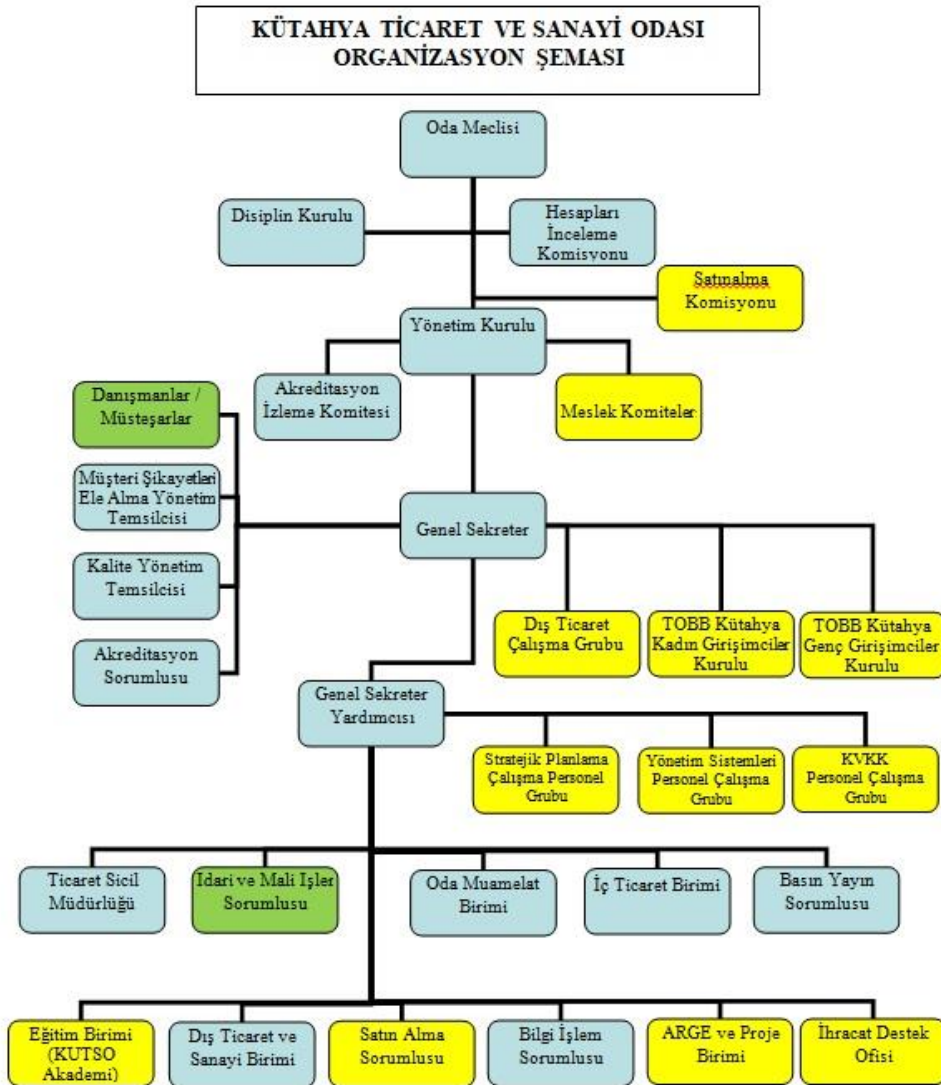 KÜTAHYA TİCARET VE SANAYİ ODASI
ORGANİZASYON ŞEMASI
Oda Meclisi
Disiplin Kurulu
Hesapları
İnceleme
Komisyonu
Satınalma
Komisyonu
Yönetim Kurulu
Akreditasyon
İzleme Komitesi
Meslek Komiteler
Danışmanlar /
Müsteşarlar
Müşteri Şikayetleri
Ele Alma Yönetim
Temsilcisi
Genel Sekreter
Kalite Yönetim
Temsilcisi
Akreditasyon
Sorumlusu
Dış Ticaret
Çalışma Grubu
TOBB Kütahya
Kadın Girişimciler
Kurulu
TOBB Kütahya
Genç Girişimciler
Kurulu
Genel Sekreter
Yardımcısı
Stratejik Planlama
Çalışma Personel
Grubu
Yönetim Sistemleri
Personel Çalışma
Grubu
KVKK
Personel Çalışma
Grubu
Ticaret Sicil
Müdürlüğü
Idari ve Mali Işler
Sorumlusu
Oda Muamelat
Birimi
İç Ticaret Birimi
Basın Yayın
Sorumlusu
Eğitim Birimi
(KUTSO
Akademi)
Dış Ticaret ve
Sanayi Birimi
Satın Alma
Sorumlusu
Bilgi İşlem
Sorumlusu
ARGE ve Proje
Birimi
İhracat Destek
Ofisi